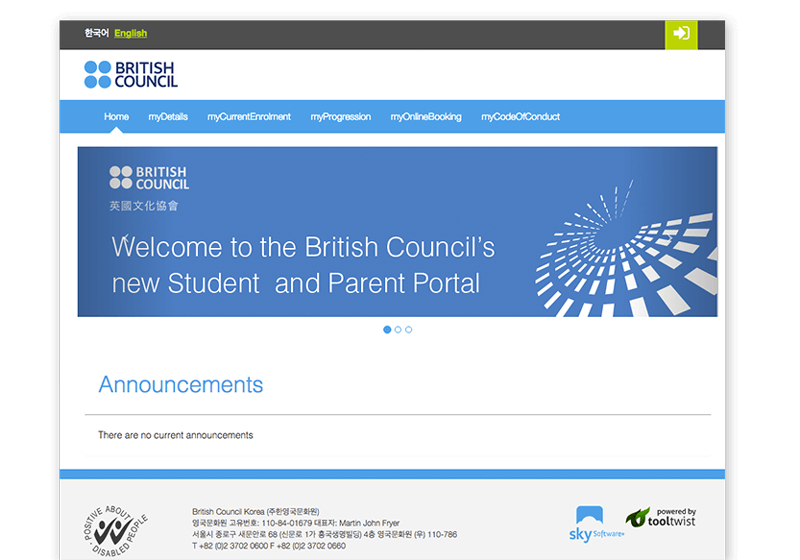 한국어 English
BRITISH
COUNCIL
Home myDetails myCurrentEnrolment myProgression myOnlineBooking myCodeOfConduct
BRITISH
COUNCIL
英國文化協會
Welcome to the British Council's
new Student and Parent Portal
Announcements
There are no current announcements
POSITIVE ABOUT DISABLED PEOPLE
British Council Korea (주한영국문화원)
영국문화원 고유번호: 110-84-01679 대표자: Martin John Fryer
서울시 종로구 새문안로 68 (신문로 1가 흥국생명빌딩) 4층 영국문화원 (우) 110-786
T +82 (0)2 3702 0600 F +82 (0)2 3702 0660
sky Software
powered by
tooltwist